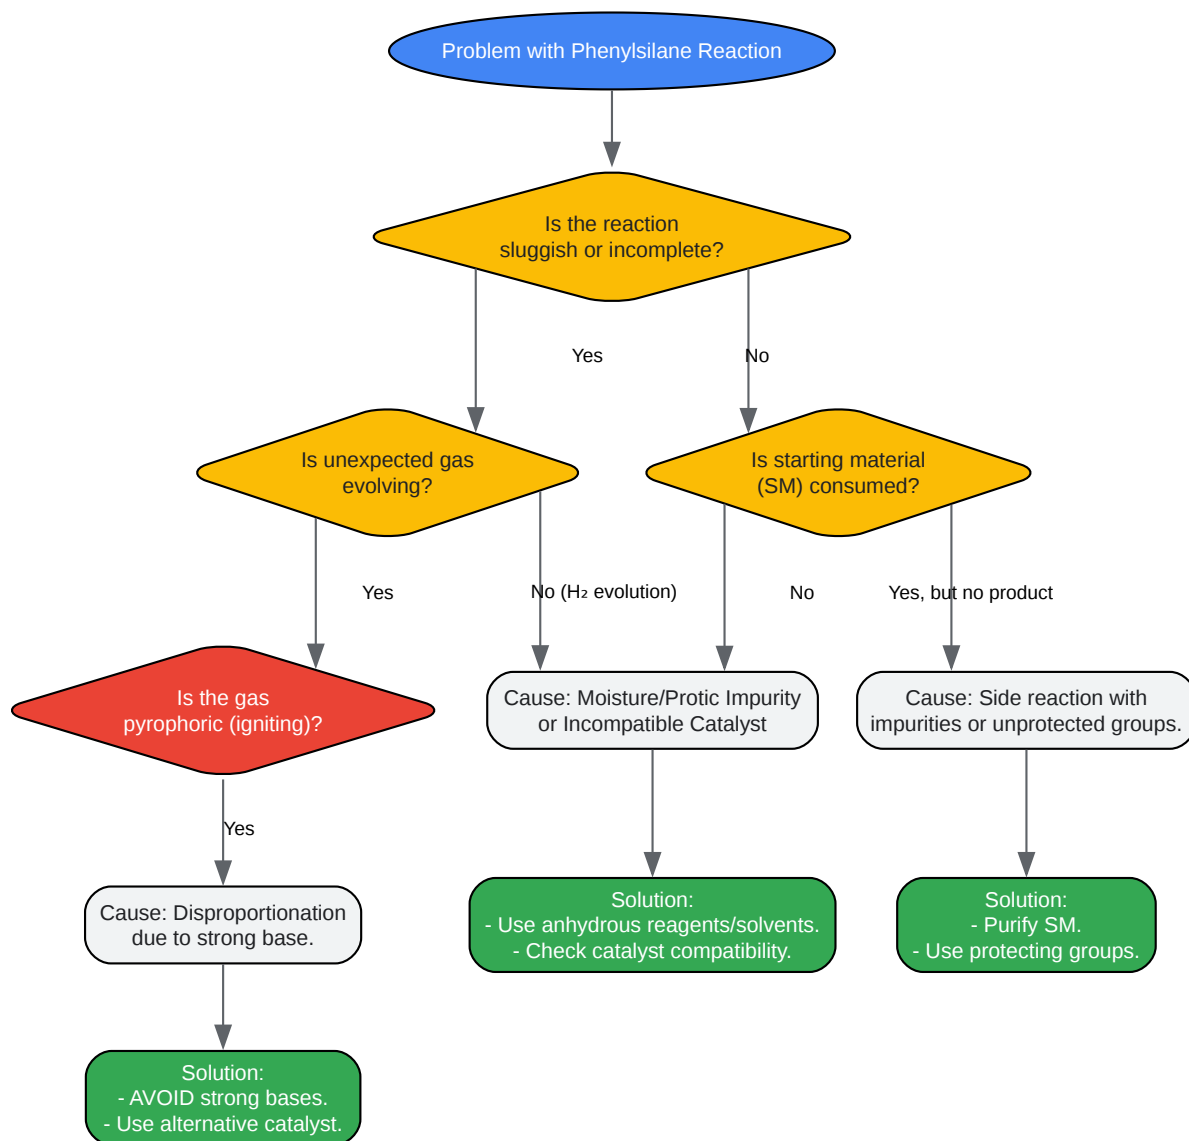 Problem with Phenylsilane Reaction
Is the reaction
sluggish or incomplete?
Yes
No
Is unexpected gas
evolving?
Is starting material
(SM) consumed?
Yes
No (H₂ evolution)
No
Yes, but no product
Is the gas
pyrophoric (igniting)?
Cause: Moisture/Protic Impurity
or Incompatible Catalyst
Cause: Side reaction with
impurities or unprotected groups.
Yes
Cause: Disproportionation
due to strong base.
Solution:
- Use anhydrous reagents/solvents.
- Check catalyst compatibility.
Solution:
- Purify SM.
- Use protecting groups.
Solution:
- AVOID strong bases.
- Use alternative catalyst.